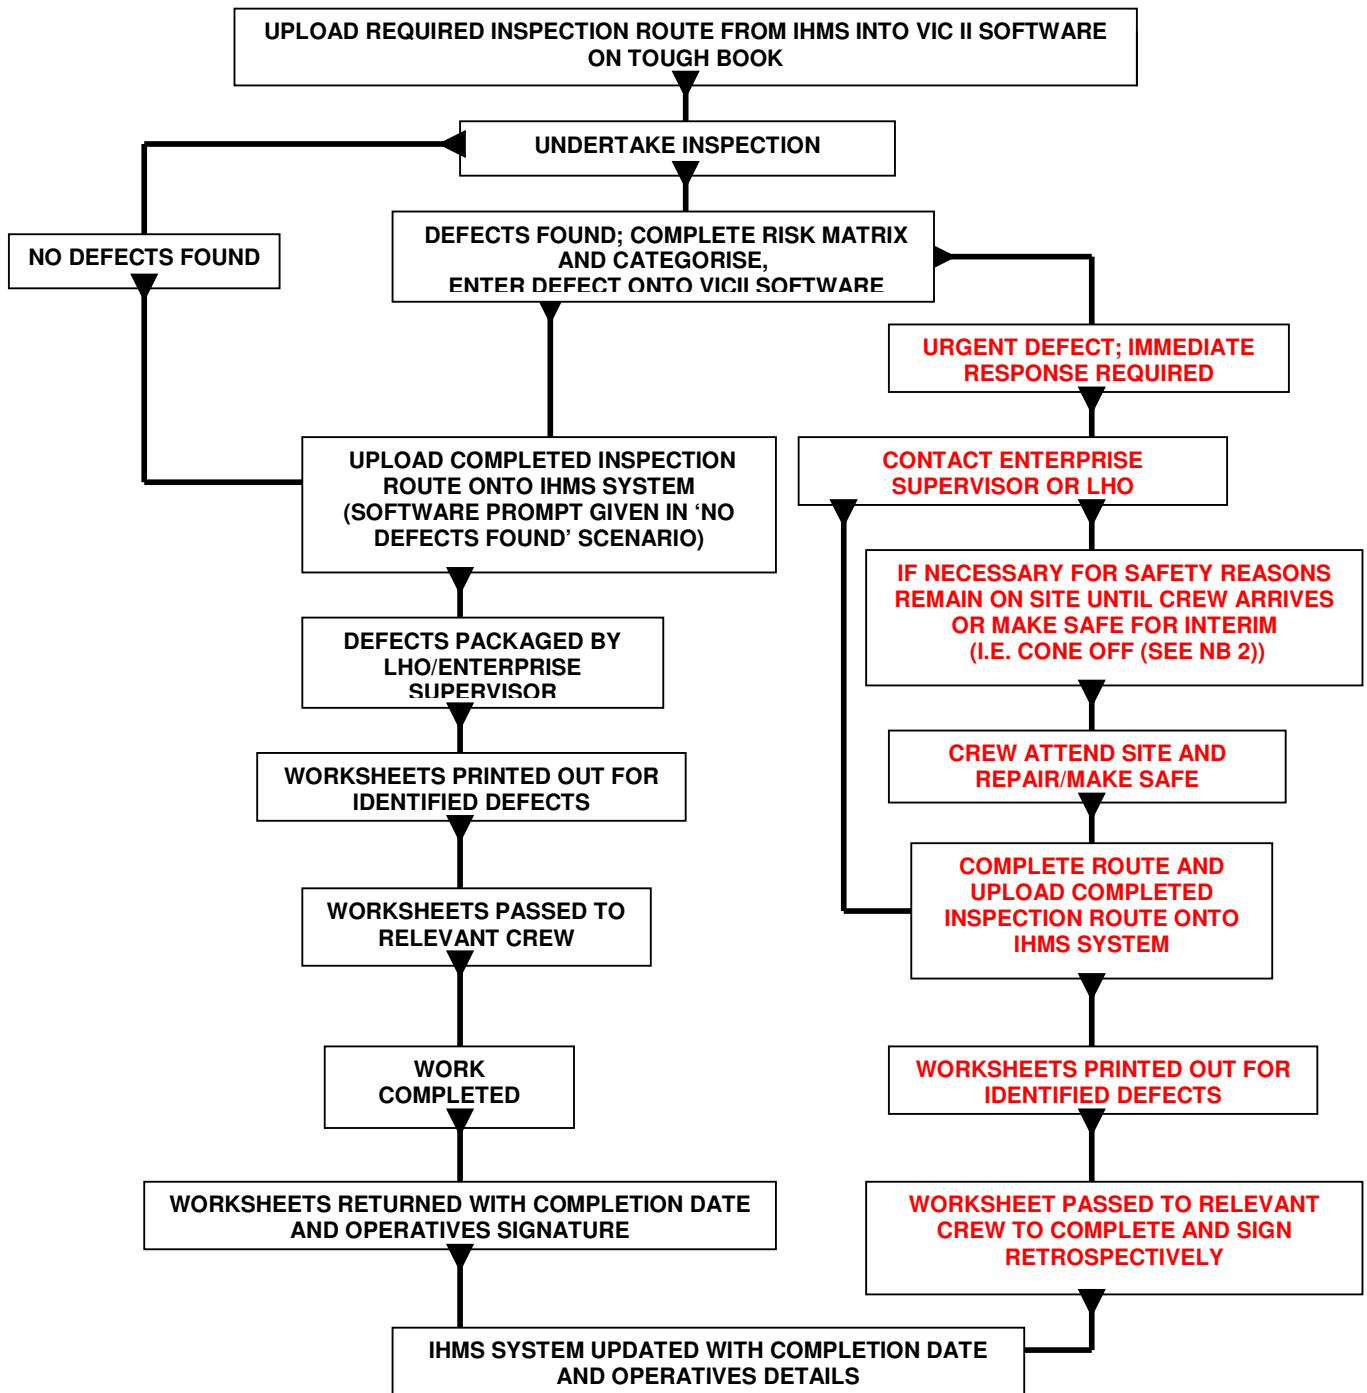 UPLOAD REQUIRED INSPECTION ROUTE FROM IHMS INTO VIC II SOFTWARE
ON TOUGH BOOK
UNDERTAKE INSPECTION
NO DEFECTS FOUND
DEFECTS FOUND; COMPLETE RISK MATRIX
AND CATEGORISE,
ENTER DEFECT ONTO VICII SOFTWARE
URGENT DEFECT; IMMEDIATE
RESPONSE REQUIRED
UPLOAD COMPLETED INSPECTION
ROUTE ONTO IHMS SYSTEM
(SOFTWARE PROMPT GIVEN IN ‘NO
DEFECTS FOUND’ SCENARIO)
CONTACT ENTERPRISE
SUPERVISOR OR LHO
IF NECESSARY FOR SAFETY REASONS
REMAIN ON SITE UNTIL CREW ARRIVES
OR MAKE SAFE FOR INTERIM
(I.E. CONE OFF (SEE NB 2))
DEFECTS PACKAGED BY
LHO/ENTERPRISE
SUPERVISOR
CREW ATTEND SITE AND
REPAIR/MAKE SAFE
WORKSHEETS PRINTED OUT FOR
IDENTIFIED DEFECTS
COMPLETE ROUTE AND
UPLOAD COMPLETED
INSPECTION ROUTE ONTO
IHMS SYSTEM
WORKSHEETS PASSED TO
RELEVANT CREW
WORK
COMPLETED
WORKSHEETS PRINTED OUT FOR
IDENTIFIED DEFECTS
WORKSHEETS RETURNED WITH COMPLETION DATE
AND OPERATIVES SIGNATURE
WORKSHEET PASSED TO RELEVANT
CREW TO COMPLETE AND SIGN
RETROSPECTIVELY
IHMS SYSTEM UPDATED WITH COMPLETION DATE
AND OPERATIVES DETAILS